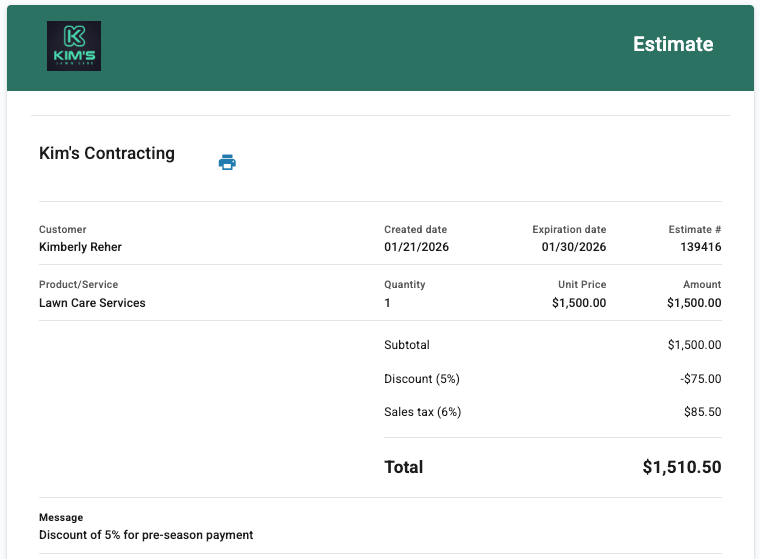 K
KIM'S
LAWN CARE
Estimate
Kim's Contracting
Customer Created date Expiration date Estimate #
Kimberly Reher 01/21/2026 01/30/2026 139416
Product/Service Quantity Unit Price Amount
Lawn Care Services 1 $1,500.00 $1,500.00
Subtotal $1,500.00
Discount (5%) -$75.00
Sales tax (6%) $85.50
Total $1,510.50
Message
Discount of 5% for pre-season payment